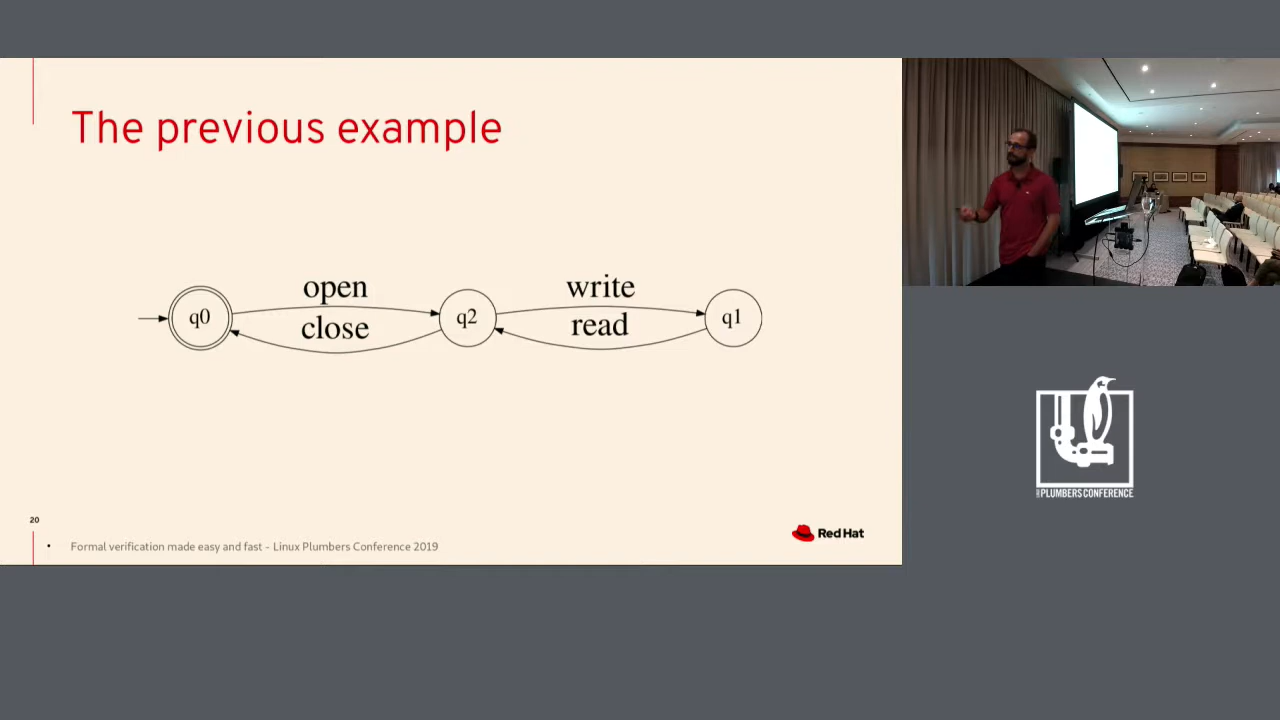 The previous example
open
write
q0
close
q2
read
q1
20
• Formal verification made easy and fast - Linux Plumbers Conference 2019
Red Hat
PLUMBERS CONFERENCE